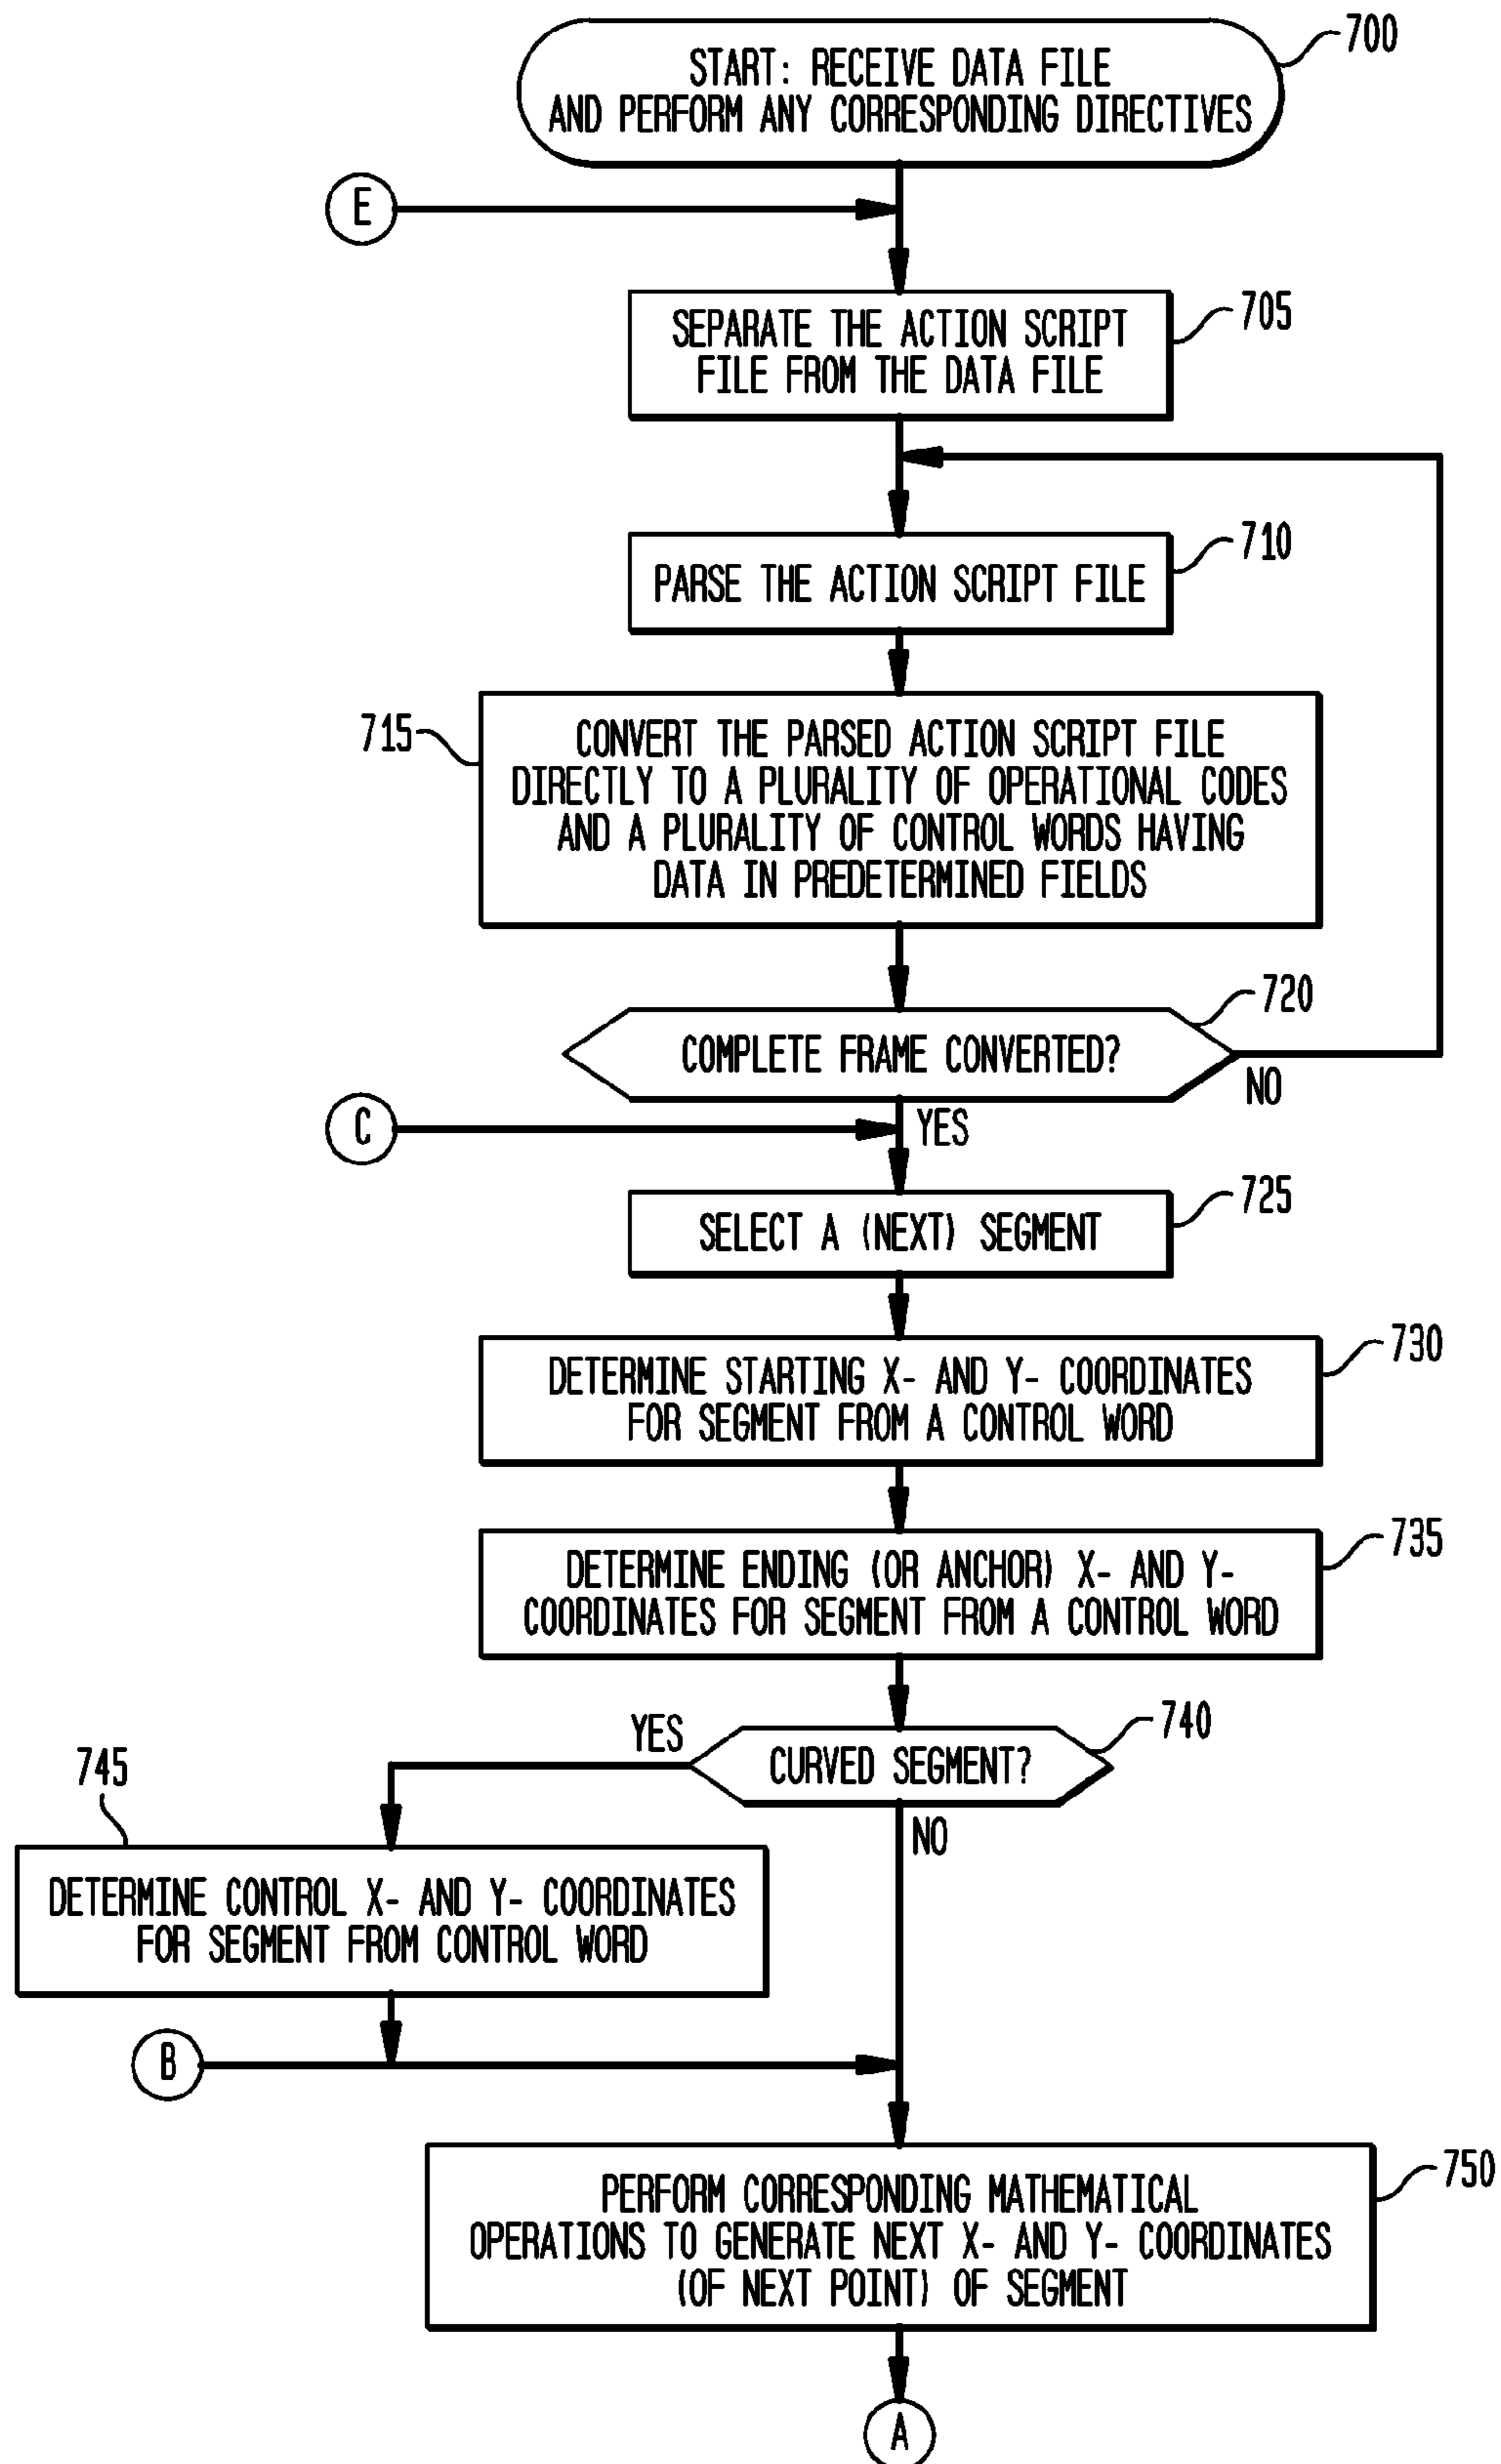 700
START: RECEIVE DATA FILE
AND PERFORM ANY CORRESPONDING DIRECTIVES
E
705
SEPARATE THE ACTION SCRIPT
FILE FROM THE DATA FILE
710
PARSE THE ACTION SCRIPT FILE
715
CONVERT THE PARSED ACTION SCRIPT FILE
DIRECTLY TO A PLURALITY OF OPERATIONAL CODES
AND A PLURALITY OF CONTROL WORDS HAVING
DATA IN PREDETERMINED FIELDS
720
COMPLETE FRAME CONVERTED?
NO
C
YES
725
SELECT A (NEXT) SEGMENT
730
DETERMINE STARTING X- AND Y- COORDINATES
FOR SEGMENT FROM A CONTROL WORD
735
DETERMINE ENDING (OR ANCHOR) X- AND Y-
COORDINATES FOR SEGMENT FROM A CONTROL WORD
740
YES
CURVED SEGMENT?
745
NO
DETERMINE CONTROL X- AND Y- COORDINATES
FOR SEGMENT FROM CONTROL WORD
B
750
PERFORM CORRESPONDING MATHEMATICAL
OPERATIONS TO GENERATE NEXT X- AND Y- COORDINATES
(OF NEXT POINT) OF SEGMENT
A